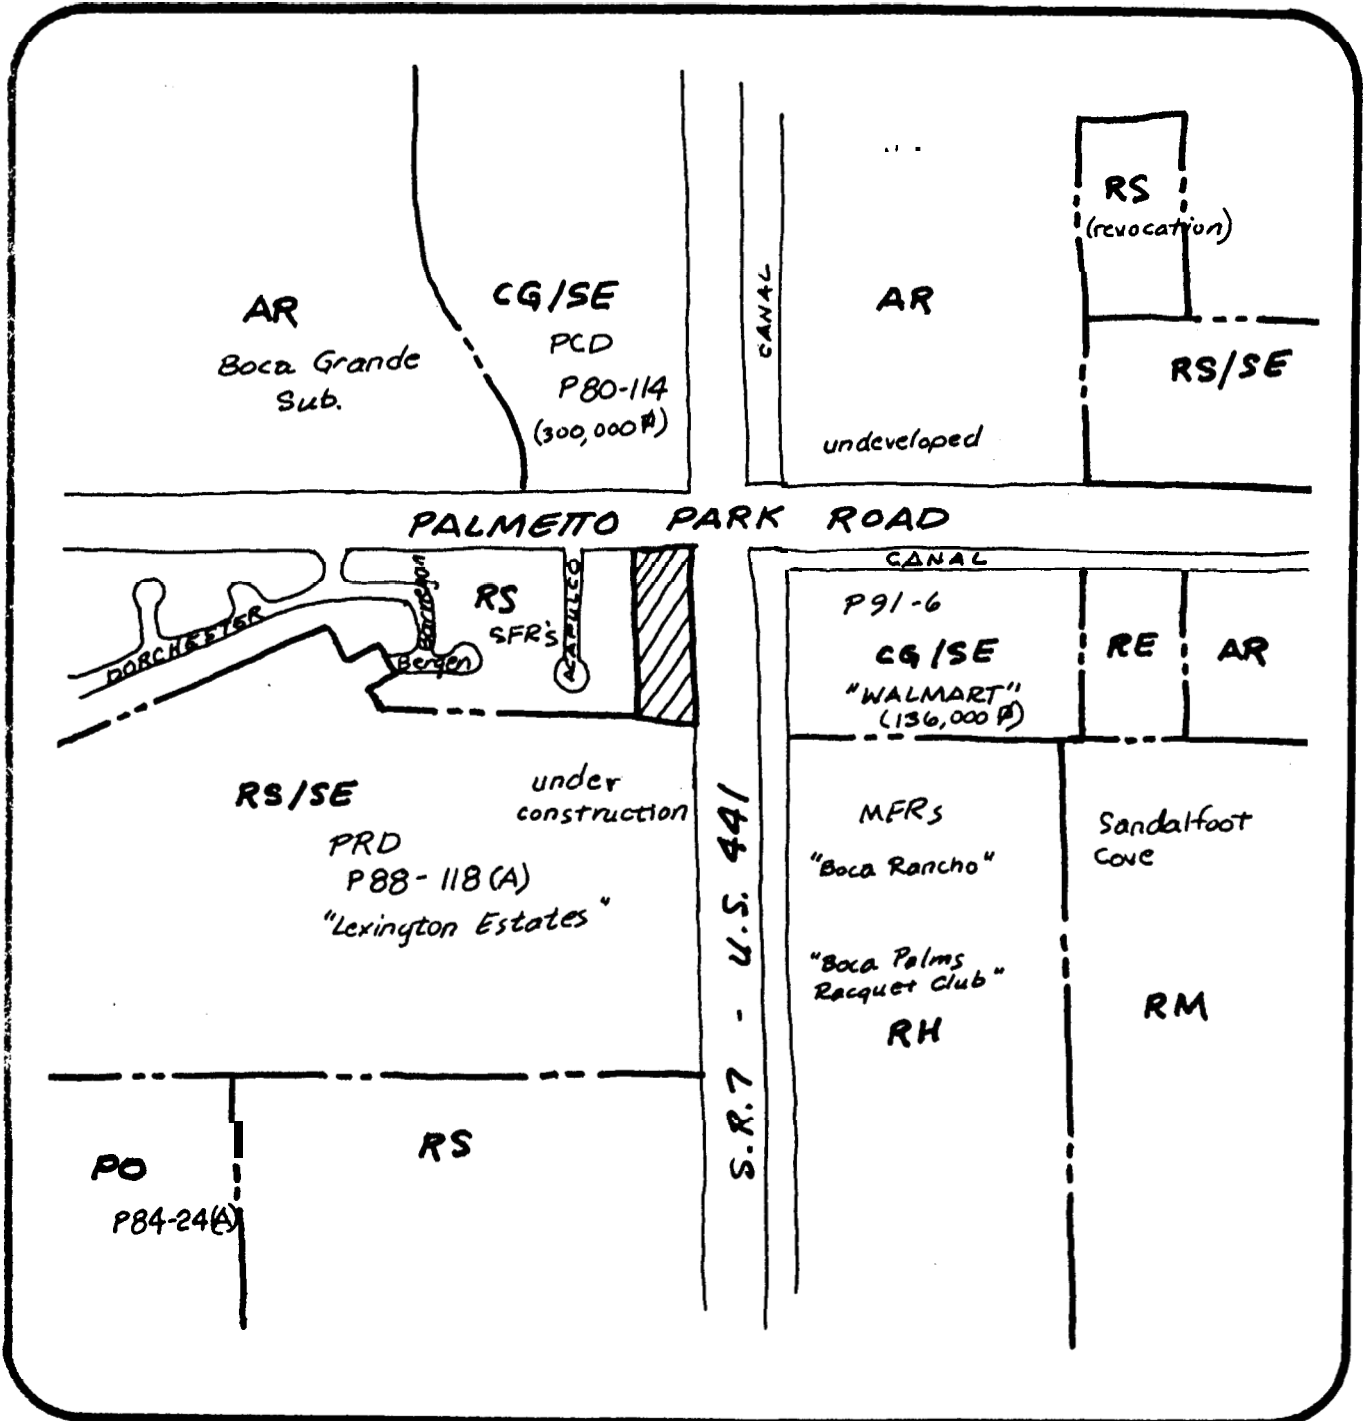 RS
(revocation)
AR
Boca Grande
Sub.
CG/SE
PCD
P80-114
(300,000 ⏍)
CANAL
AR
undeveloped
RS/SE
PALMETTO PARK ROAD
CANAL
DORCHESTER
Barnegan
Bergen
RS
SFR's
ACAPULCO
P91-6
CG/SE
"WALMART"
(136,000 ⏍)
RE
AR
RS/SE
under
construction
PRD
P88-118(A)
"Lexington Estates"
S.R.7 - U.S. 441
MFRs
"Boca Rancho"
"Boca Palms
Racquet Club"
RH
Sandalfoot
Cove
RM
PO
P84-24(A)
RS